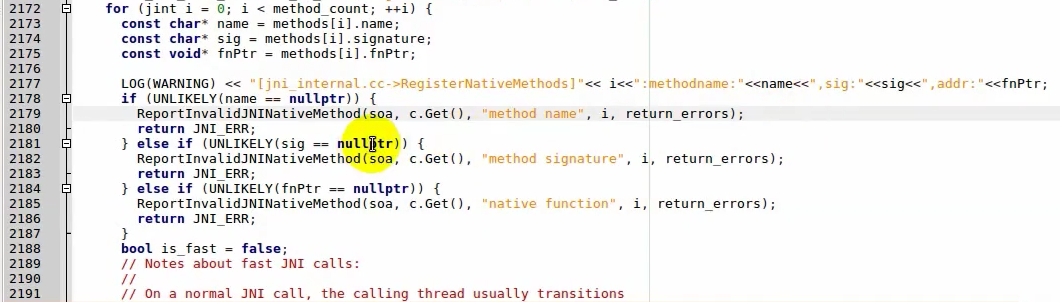 2172 for (jint i = 0; i < method_count; ++i) {
2173 const char* name = methods[i].name;
2174 const char* sig = methods[i].signature;
2175 const void* fnPtr = methods[i].fnPtr;
2176
2177 LOG(WARNING) << "[jni_internal.cc->RegisterNativeMethods]"<< i<<":methodname:"<<name<<",sig:"<<sig<<",addr:"<<fnPtr;
2178 if (UNLIKELY(name == nullptr)) {
2179 ReportInvalidJNINativeMethod(soa, c.Get(), "method name", i, return_errors);
2180 return JNI_ERR;
2181 } else if (UNLIKELY(sig == nullptr)) {
2182 ReportInvalidJNINativeMethod(soa, c.Get(), "method signature", i, return_errors);
2183 return JNI_ERR;
2184 } else if (UNLIKELY(fnPtr == nullptr)) {
2185 ReportInvalidJNINativeMethod(soa, c.Get(), "native function", i, return_errors);
2186 return JNI_ERR;
2187 }
2188 bool is_fast = false;
2189 // Notes about fast JNI calls:
2190 //
2191 // On a normal JNI call, the calling thread usually transitions